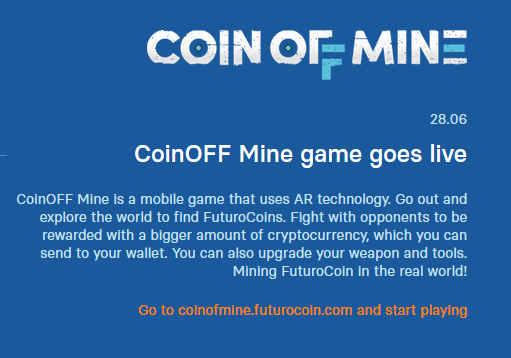 COIN OFF MINE
28.06
CoinOFF Mine game goes live
CoinOFF Mine is a mobile game that uses AR technology. Go out and
explore the world to find FuturoCoins. Fight with opponents to be
rewarded with a bigger amount of cryptocurrency, which you can
send to your wallet. You can also upgrade your weapon and tools.
Mining FuturoCoin in the real world!
Go to coinofmine.futurocoin.com and start playing